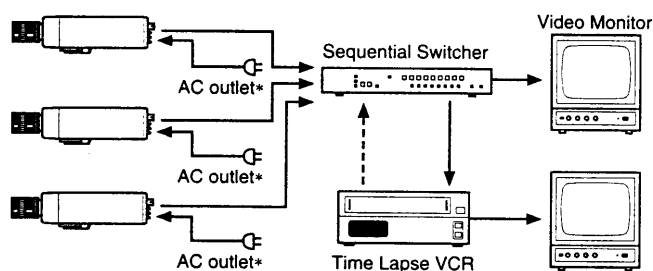 Video Monitor
Sequential Switcher
AC outlet*
AC outlet*
AC outlet*
Time Lapse VCR